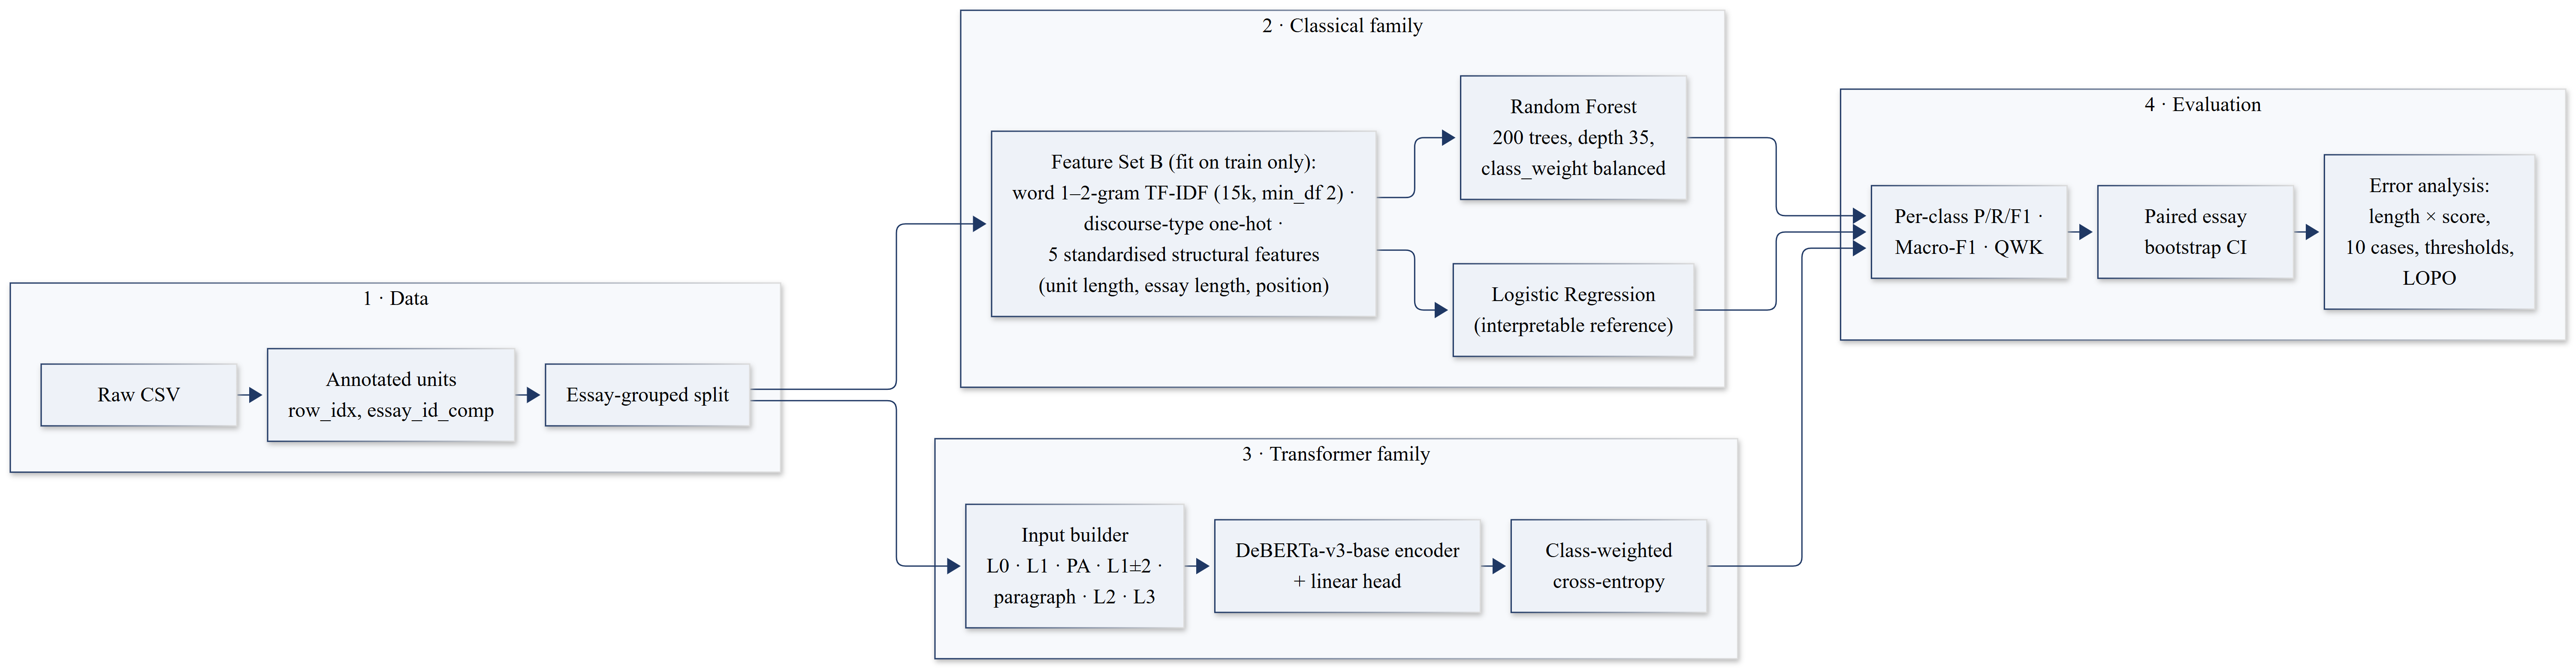 1 · Data
Raw CSV
Annotated units
row_idx, essay_id_comp
Essay-grouped split
2 · Classical family
Feature Set B (fit on train only):
word 1–2-gram TF-IDF (15k, min_df 2) ·
discourse-type one-hot ·
5 standardised structural features
(unit length, essay length, position)
Random Forest
200 trees, depth 35,
class_weight balanced
Logistic Regression
(interpretable reference)
3 · Transformer family
Input builder
L0 · L1 · PA · L1±2 ·
paragraph · L2 · L3
DeBERTa-v3-base encoder
+ linear head
Class-weighted
cross-entropy
4 · Evaluation
Per-class P/R/F1 ·
Macro-F1 · QWK
Paired essay
bootstrap CI
Error analysis:
length × score,
10 cases, thresholds,
LOPO